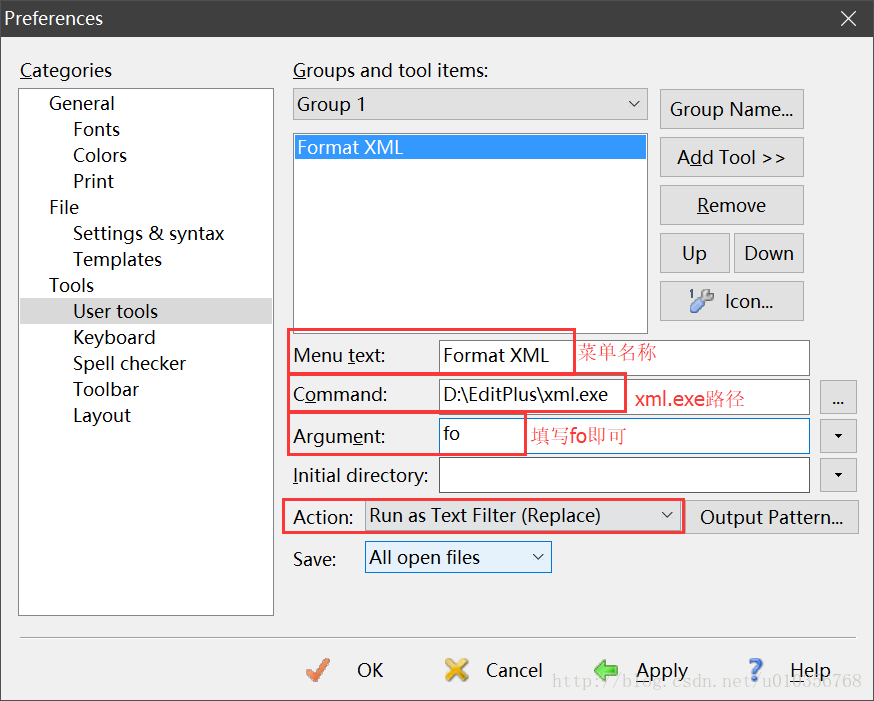 Preferences
Categories
General
Fonts
Colors
Print
File
Settings & syntax
Templates
Tools
User tools
Keyboard
Spell checker
Toolbar
Layout
Groups and tool items:
Group 1
Group Name...
Format XML
Add Tool >>
Remove
Up
Down
Icon...
Menu text: Format XML 菜单名称
Command: D:\EditPlus\xml.exe xml.exe路径 ...
Argument: fo 填写fo即可
Initial directory:
Action: Run as Text Filter (Replace) Output Pattern...
Save: All open files
OK Cancel Apply Help
http://blog.csdn.net/u010556768